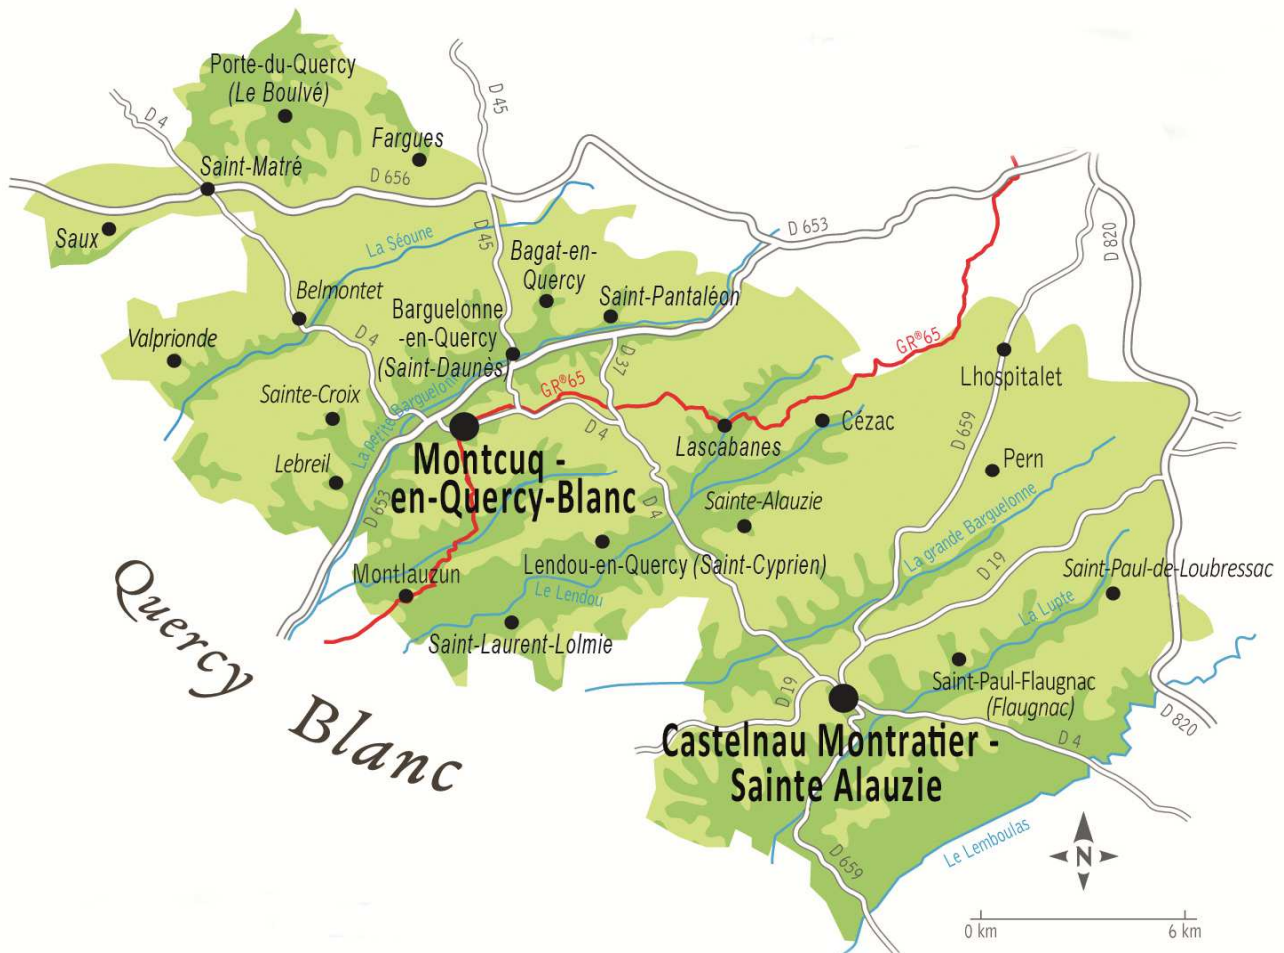 Porte-du-Quercy
(Le Boulvé)
D 45
D 4
Fargues
Saint-Matré
D 656
D 653
D 820
Saux
La Séoune
D 45
Bagat-en-
Quercy
Belmontet
Saint-Pantaléon
Barguelonne
-en-Quercy
(Saint-Daunès)
Valprionde
D 4
D 37
GR®65
GR®65
Lhospitalet
Sainte-Croix
La petite Barguelonne
D 4
Lascabanes
Cézac
D 659
Lebreil
Montcuq -
en-Quercy-Blanc
Pern
D 653
D 4
Sainte-Alauzie
La grande Barguelonne
D 19
Montlauzun
Lendou-en-Quercy (Saint-Cyprien)
Saint-Paul-de-Loubressac
Le Lendou
La Lupte
Saint-Laurent-Lolmie
Quercy Blanc
D 19
Saint-Paul-Flaugnac
(Flaugnac)
D 820
Castelnau Montratier -
Sainte Alauzie
D 4
Le Lemboulas
D 659
N
0 km
6 km